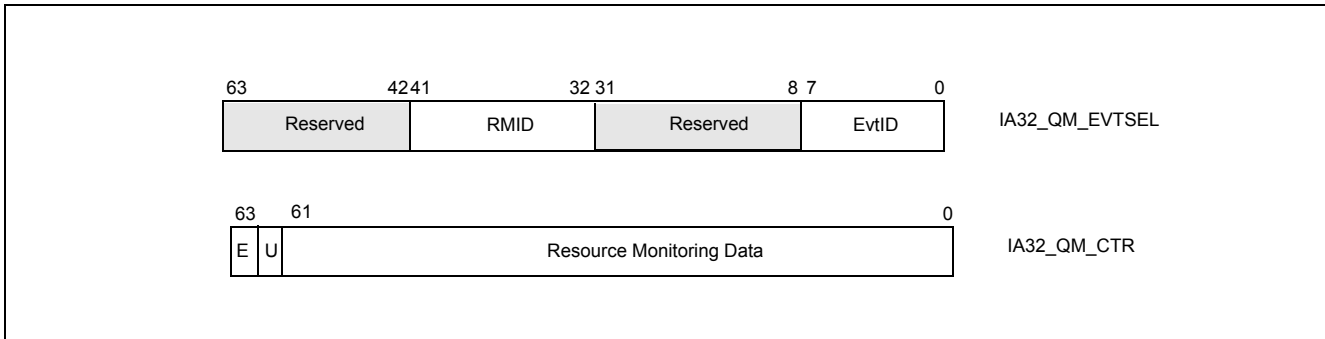 63 4241 32 31 8 7 0
Reserved RMID Reserved EvtID IA32_QM_EVTSEL
63 61 0
E U Resource Monitoring Data IA32_QM_CTR